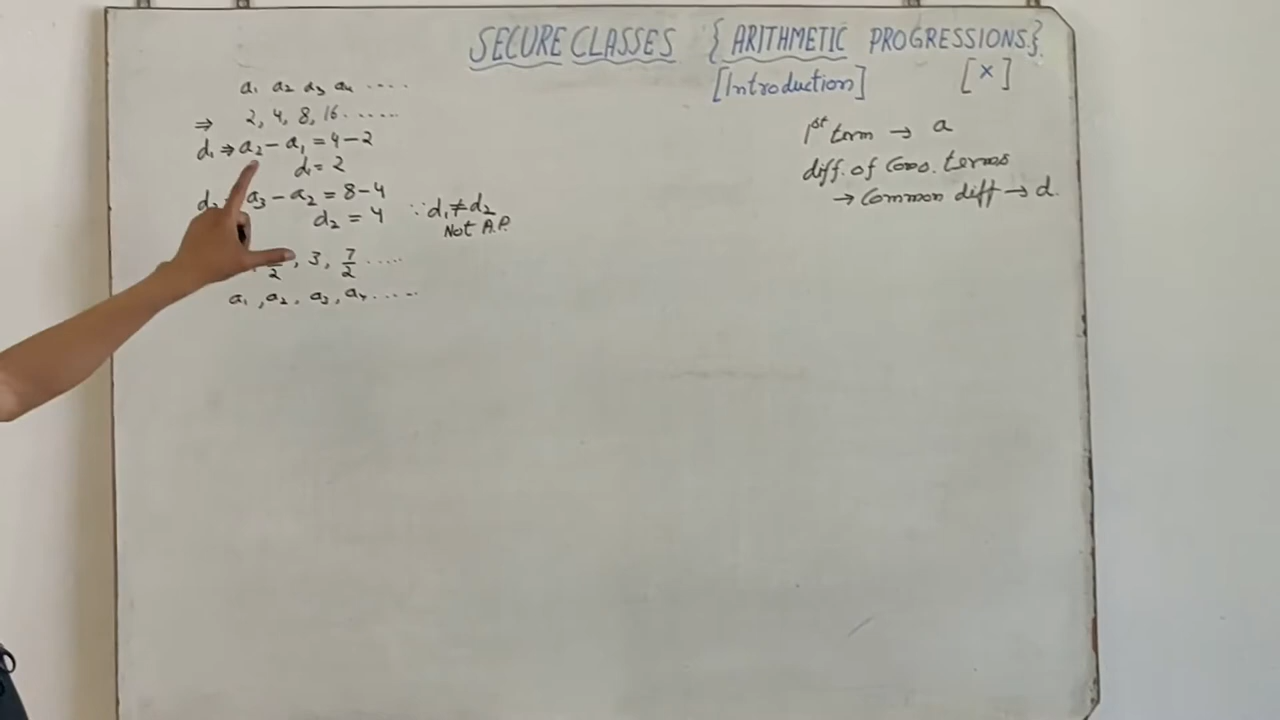 SECURE CLASSES { ARITHMETIC PROGRESSIONS.}
[Introduction] [X]
a₁ a₂ a₃ a₄ ....
⇒ 2, 4, 8, 16......
d₁ ⇒ a₂ - a₁ = 4 - 2
d₁ = 2
a₃ - a₂ = 8 - 4
d₂ = 4 ∵ d₁ ≠ d₂
Not A.P.
, 3, 7/2 .....
a₁, a₂, a₃, a₄.....
1st term → a
diff. of Cons. terms
→ Common diff → d.